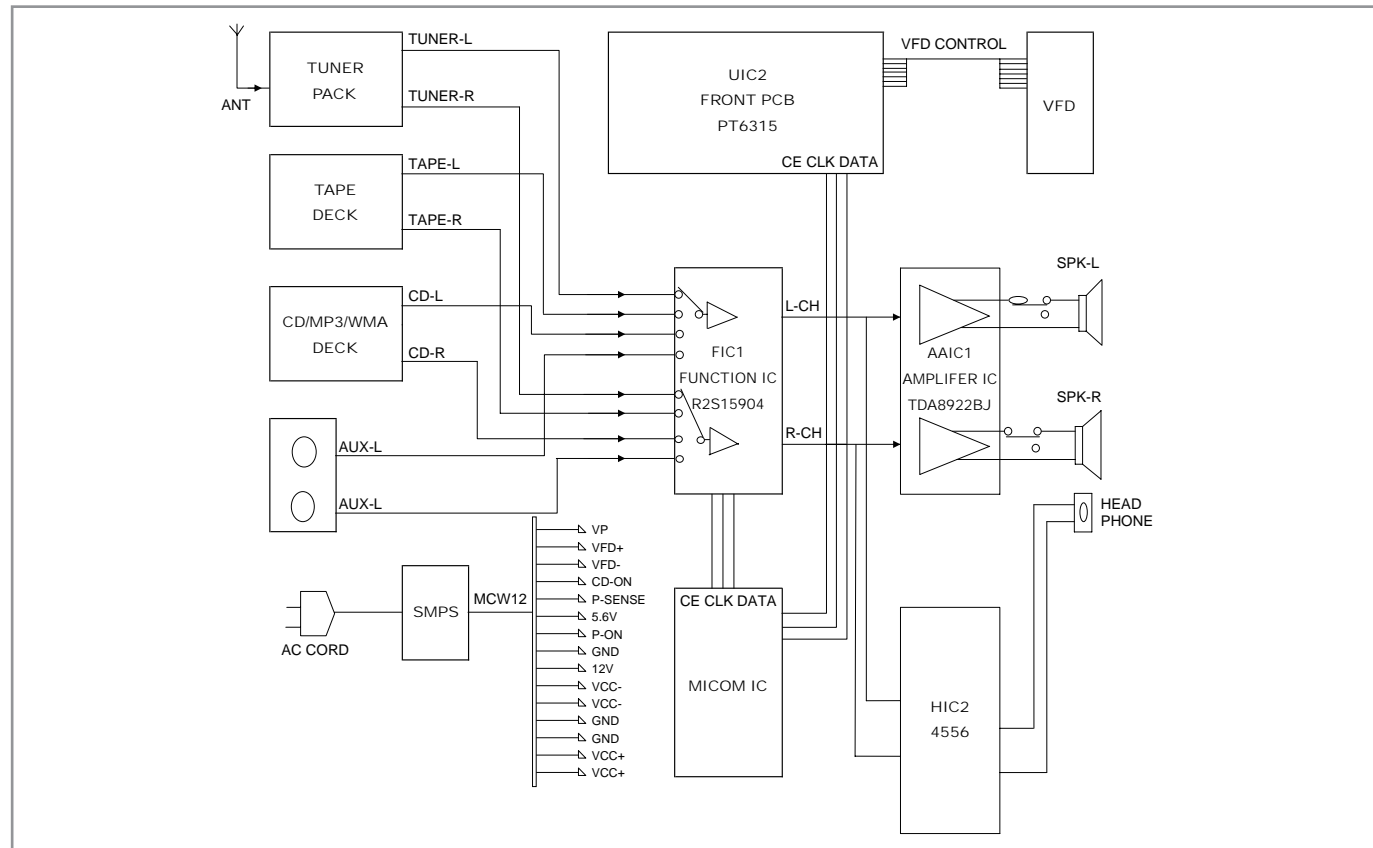 TUNER-L
TUNER
PACK
TUNER-R
ANT
TAPE-L
TAPE
DECK
TAPE-R
CD-L
CD/MP3/WMA
DECK
CD-R
AUX-L
AUX-L
AC CORD
SMPS
MCW12
VP
VFD+
VFD-
CD-ON
P-SENSE
5.6V
P-ON
GND
12V
VCC-
VCC-
GND
GND
VCC+
VCC+
UIC2
FRONT PCB
PT6315
CE CLK DATA
VFD CONTROL
VFD
FIC1
FUNCTION IC
R2S15904
L-CH
R-CH
CE CLK DATA
MICOM IC
AAIC1
AMPLIFER IC
TDA8922BJ
SPK-L
SPK-R
HEAD
PHONE
HIC2
4556